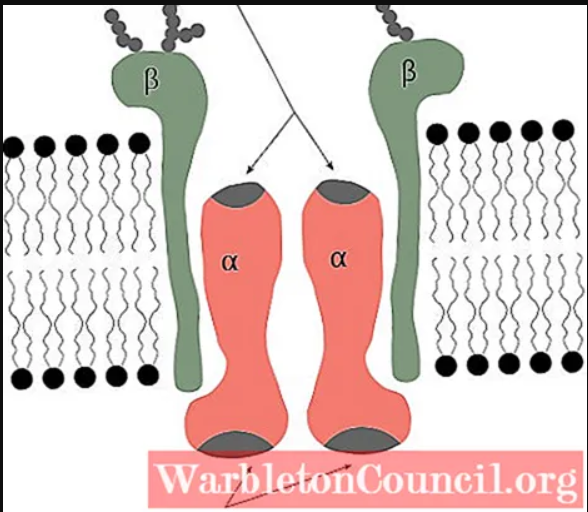 β β
α α
WarbletonCouncil.org